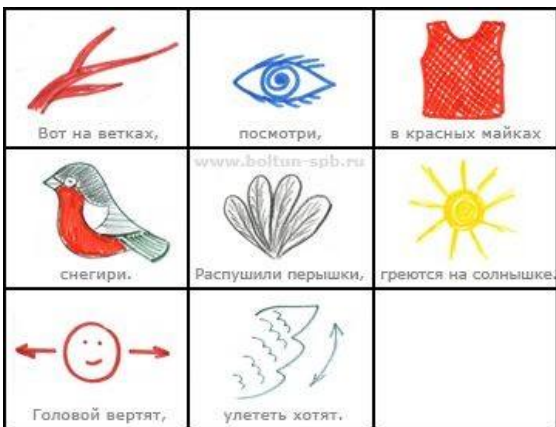 Вот на ветках,
посмотри,
в красных майках
www.boltun-spb.ru
снегири.
Распушили перышки,
греются на солнышке.
Головой вертят,
улететь хотят.